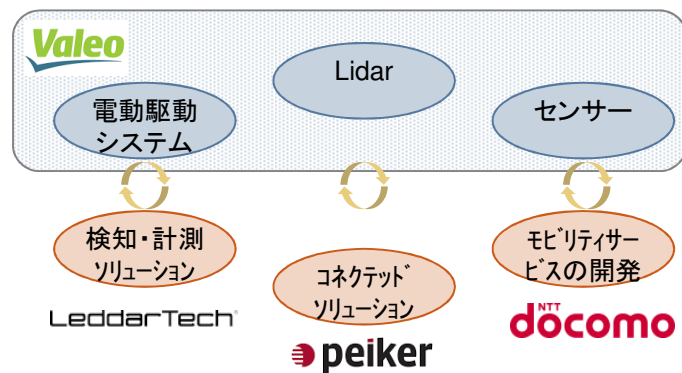 Valeo
電動駆動
システム
Lidar
センサー
検知・計測
ソリューション
LeddarTech
コネクテッド
ソリューション
peiker
モビリティサー
ビスの開発
NTT
docomo